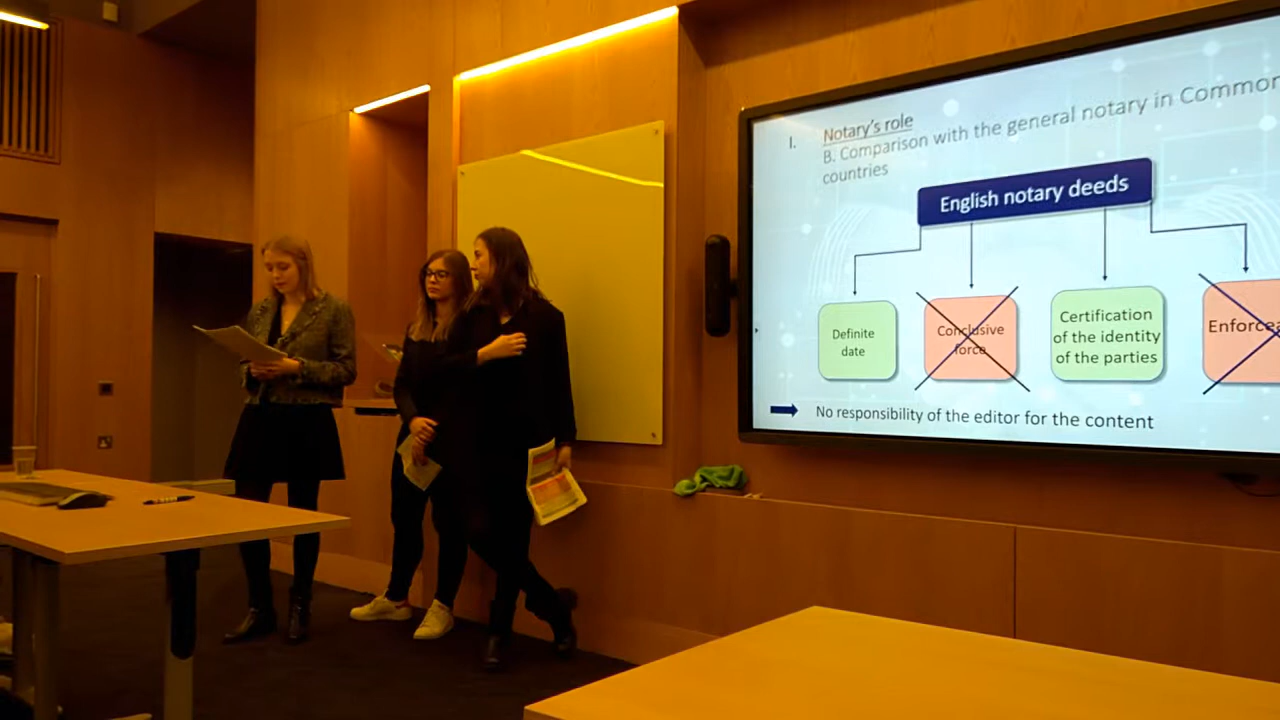 I. Notary's role
B. Comparison with the general notary in Common
countries
English notary deeds
Definite
date
Conclusive
force
Certification
of the identity
of the parties
No responsibility of the editor for the content